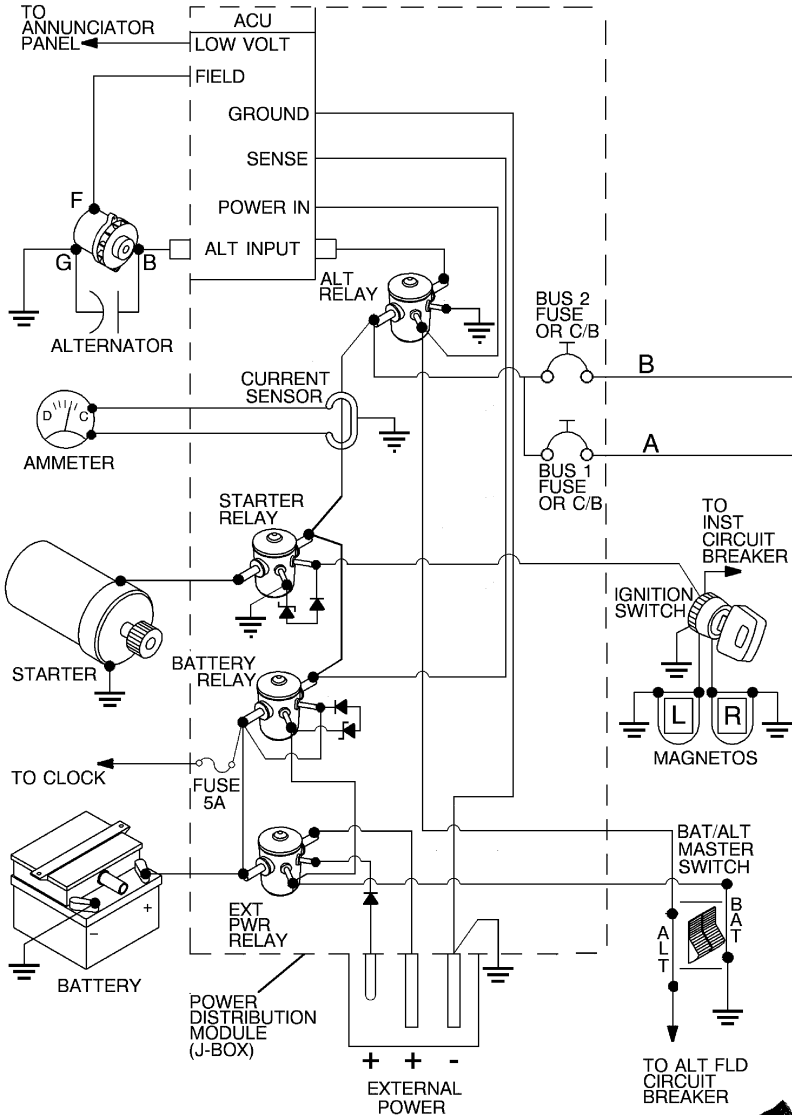 TO
ANNUNCIATOR
PANEL
ACU
LOW VOLT
FIELD
GROUND
SENSE
POWER IN
ALT INPUT
F
G
B
ALTERNATOR
ALT
RELAY
BUS 2
FUSE
OR C/B
B
CURRENT
SENSOR
D
C
AMMETER
A
BUS 1
FUSE
OR C/B
STARTER
RELAY
TO
INST
CIRCUIT
BREAKER
IGNITION
SWITCH
STARTER
BATTERY
RELAY
L
R
MAGNETOS
TO CLOCK
FUSE
5A
BAT/ALT
MASTER
SWITCH
BAT
ALT
EXT
PWR
RELAY
+
−
BATTERY
POWER
DISTRIBUTION
MODULE
(J-BOX)
+ + -
EXTERNAL
POWER
TO ALT FLD
CIRCUIT
BREAKER